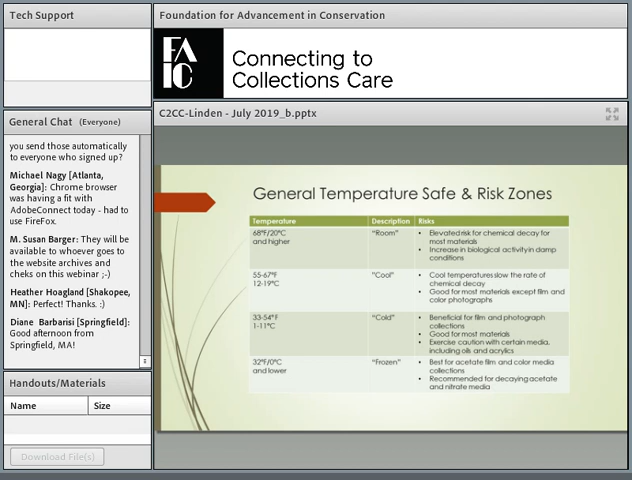 Tech Support
Foundation for Advancement in Conservation
FAIC
Connecting to
Collections Care
General Chat (Everyone)
you send those automatically
to everyone who signed up?
Michael Nagy [Atlanta,
Georgia]: Chrome browser
was having a fit with
AdobeConnect today - had to
use FireFox.
M. Susan Barger: They will be
available to whoever goes to
the website archives and
cheks on this webinar ;-)
Heather Hoagland [Shakopee,
MN]: Perfect! Thanks. :)
Diane Barbarisi [Springfield]:
Good afternoon from
Springfield, MA!
Handouts/Materials
Name Size
Download File(s)
C2CC-Linden - July 2019_b.pptx
General Temperature Safe & Risk Zones
Temperature Description Risks
68°F/20°C "Room" • Elevated risk for chemical decay for
and higher most materials
• Increase in biological activity in damp
conditions
55-67°F "Cool" • Cool temperatures slow the rate of
12-19°C chemical decay
• Good for most materials except film and
color photographs
33-54°F "Cold" • Beneficial for film and photograph
1-11°C collections
• Good for most materials
• Exercise caution with certain media,
including oils and acrylics
32°F/0°C "Frozen" • Best for acetate film and color media
and lower collections
• Recommended for decaying acetate
and nitrate media